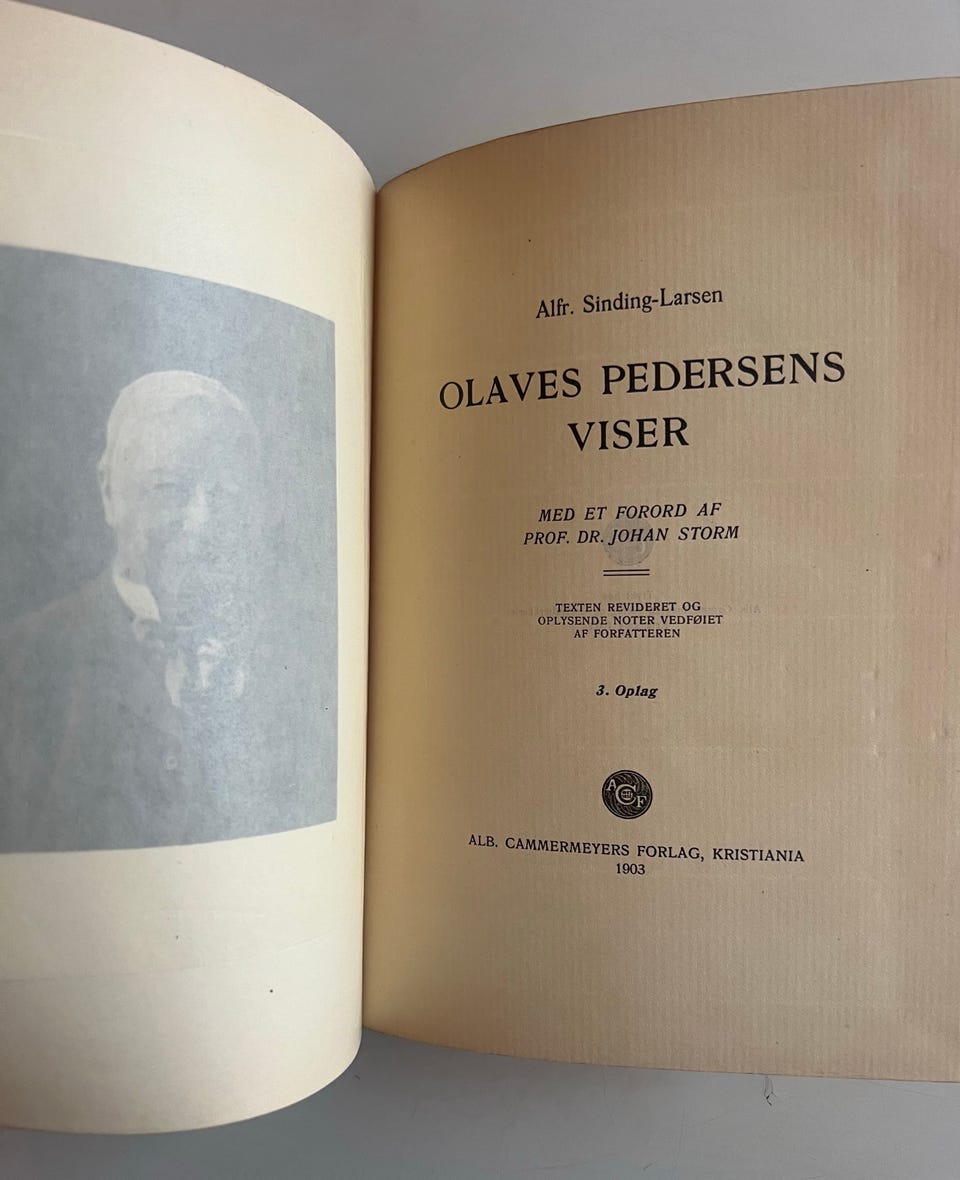 Alfr. Sinding-Larsen
OLAVES PEDERSENS
VISER
MED ET FORORD AF
PROF. DR. JOHAN STORM
TEXTEN REVIDERET OG
OPLYSENDE NOTER VEDFØIET
AF FORFATTEREN
3. Oplag
ACF
ALB. CAMMERMEYERS FORLAG, KRISTIANIA
1903